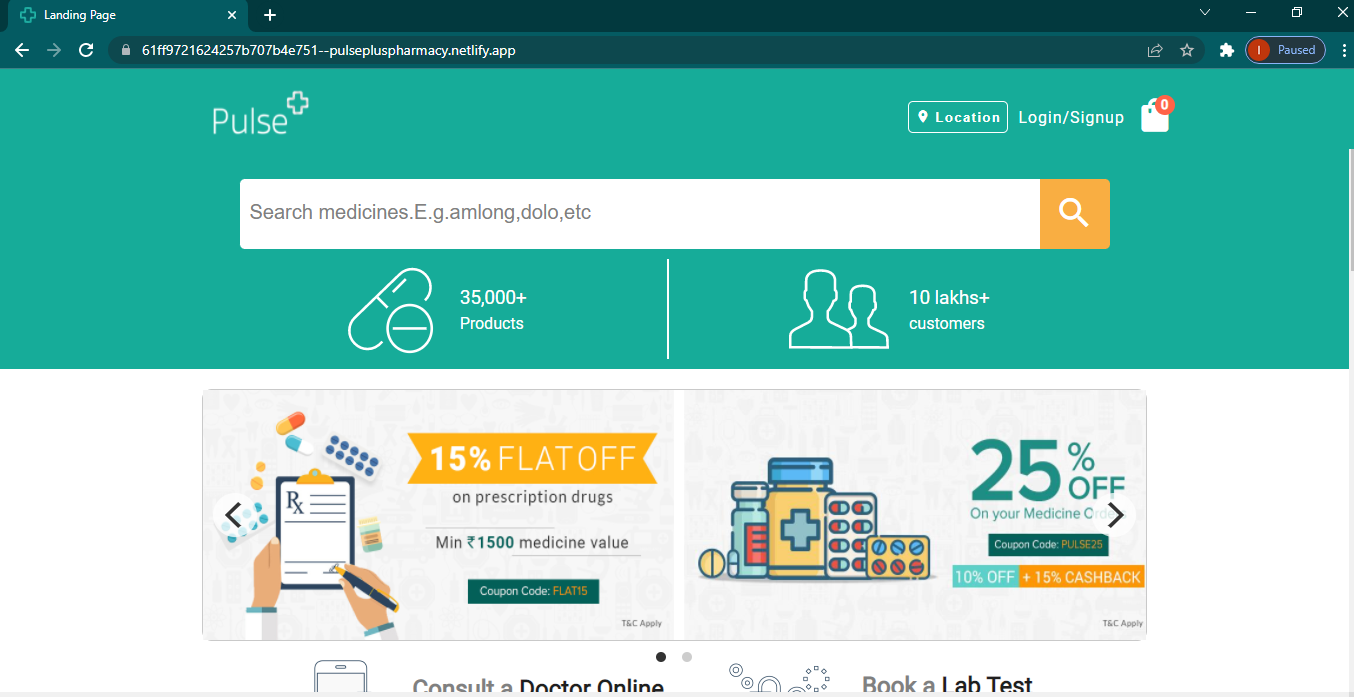 Landing Page
61ff9721624257b707b4e751--pulsepluspharmacy.netlify.app
I
Paused
Pulse
Location
Login/Signup
0
Search medicines.E.g.amlong,dolo,etc
35,000+
Products
10 lakhs+
customers
15% FLAT OFF
on prescription drugs
Min ₹1500 medicine value
Coupon Code: FLAT15
T&C Apply
Rx
25% OFF
On your Medicine
Coupon Code: PULSE25
10% OFF + 15% CASHBACK
T&C Apply
Consult a Doctor Online
Book a Lab Test